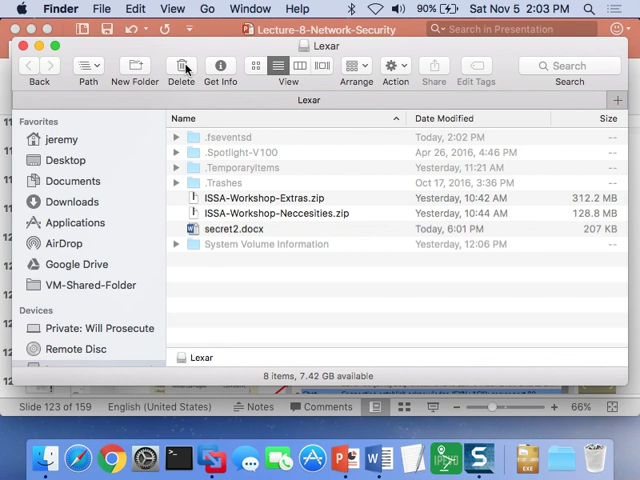 Finder File Edit View Go Window Help 90% Sat Nov 5 2:03 PM
Lecture-8-Network-Security Search in Presentation
Lexar
Back Path New Folder Delete Get Info View Arrange Action Share Edit Tags Search
Search
Lexar
Favorites
jeremy
Desktop
Documents
Downloads
Applications
AirDrop
Google Drive
VM-Shared-Folder
Devices
Private: Will Prosecute
Remote Disc
Name Date Modified Size
.fseventsd Today, 2:02 PM --
.Spotlight-V100 Apr 26, 2016, 4:46 PM --
.TemporaryItems Yesterday, 11:21 AM --
.Trashes Oct 17, 2016, 3:36 PM --
ISSA-Workshop-Extras.zip Yesterday, 10:42 AM 312.2 MB
ISSA-Workshop-Neccesities.zip Yesterday, 10:44 AM 128.8 MB
secret2.docx Today, 6:01 PM 207 KB
System Volume Information Yesterday, 12:06 PM --
Lexar
8 items, 7.42 GB available
Slide 123 of 159 English (United States) Notes Comments 66%
EXE